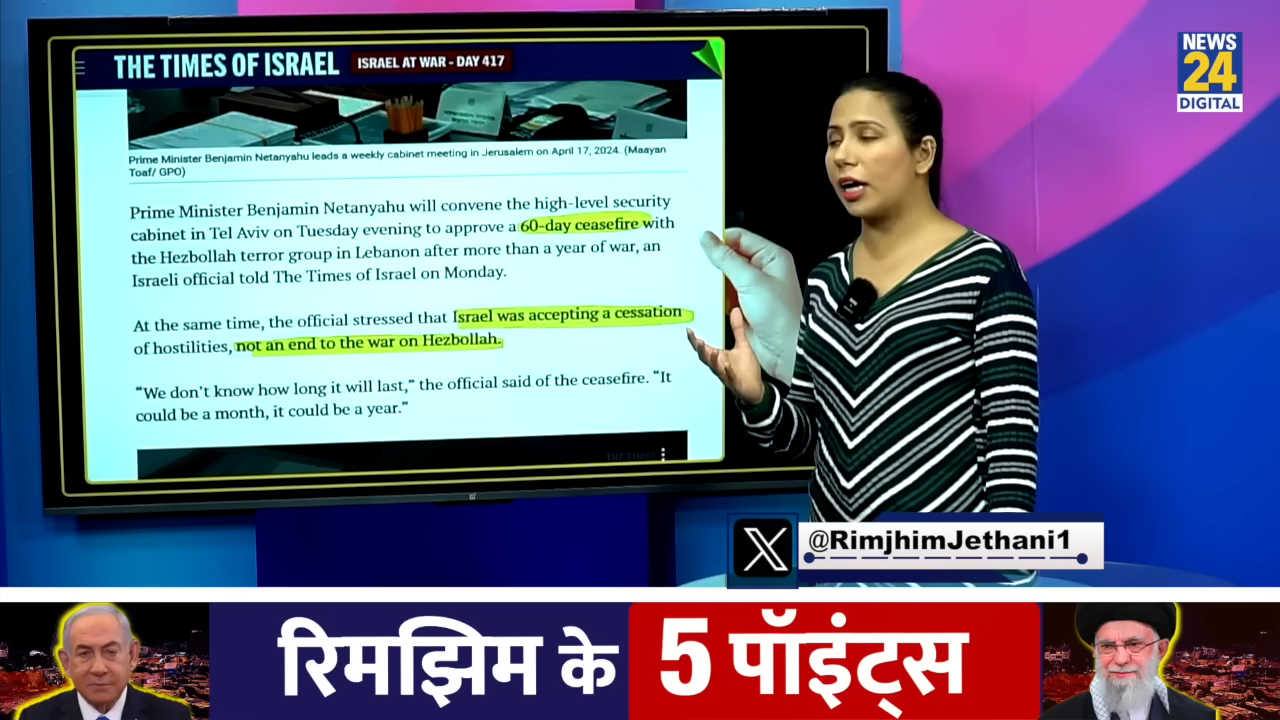 THE TIMES OF ISRAEL
ISRAEL AT WAR - DAY 417
NEWS
24
DIGITAL
Prime Minister Benjamin Netanyahu leads a weekly cabinet meeting in Jerusalem on April 17, 2024. (Maayan
Toaf/ GPO)
Prime Minister Benjamin Netanyahu will convene the high-level security
cabinet in Tel Aviv on Tuesday evening to approve a 60-day ceasefire with
the Hezbollah terror group in Lebanon after more than a year of war, an
Israeli official told The Times of Israel on Monday.
At the same time, the official stressed that Israel was accepting a cessation
of hostilities, not an end to the war on Hezbollah.
“We don’t know how long it will last,” the official said of the ceasefire. “It
could be a month, it could be a year.”
THE TIMES
@RimjhimJethani1
रिमझिम के 5 पॉइंट्स